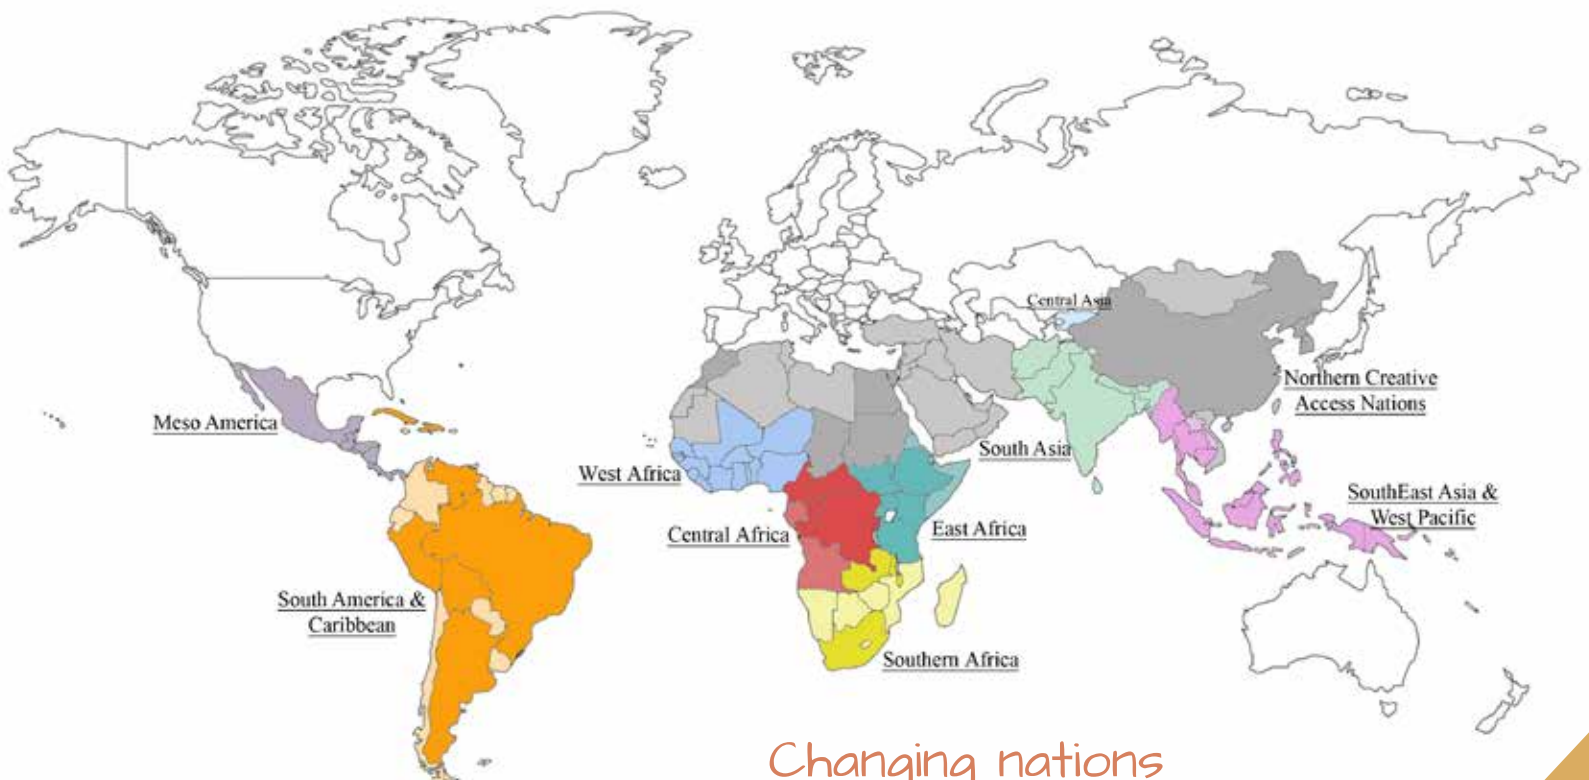 Central Asia
Northern Creative
Access Nations
Meso America
South Asia
West Africa
SouthEast Asia &
West Pacific
Central Africa
East Africa
South America &
Caribbean
Southern Africa
Changing nations